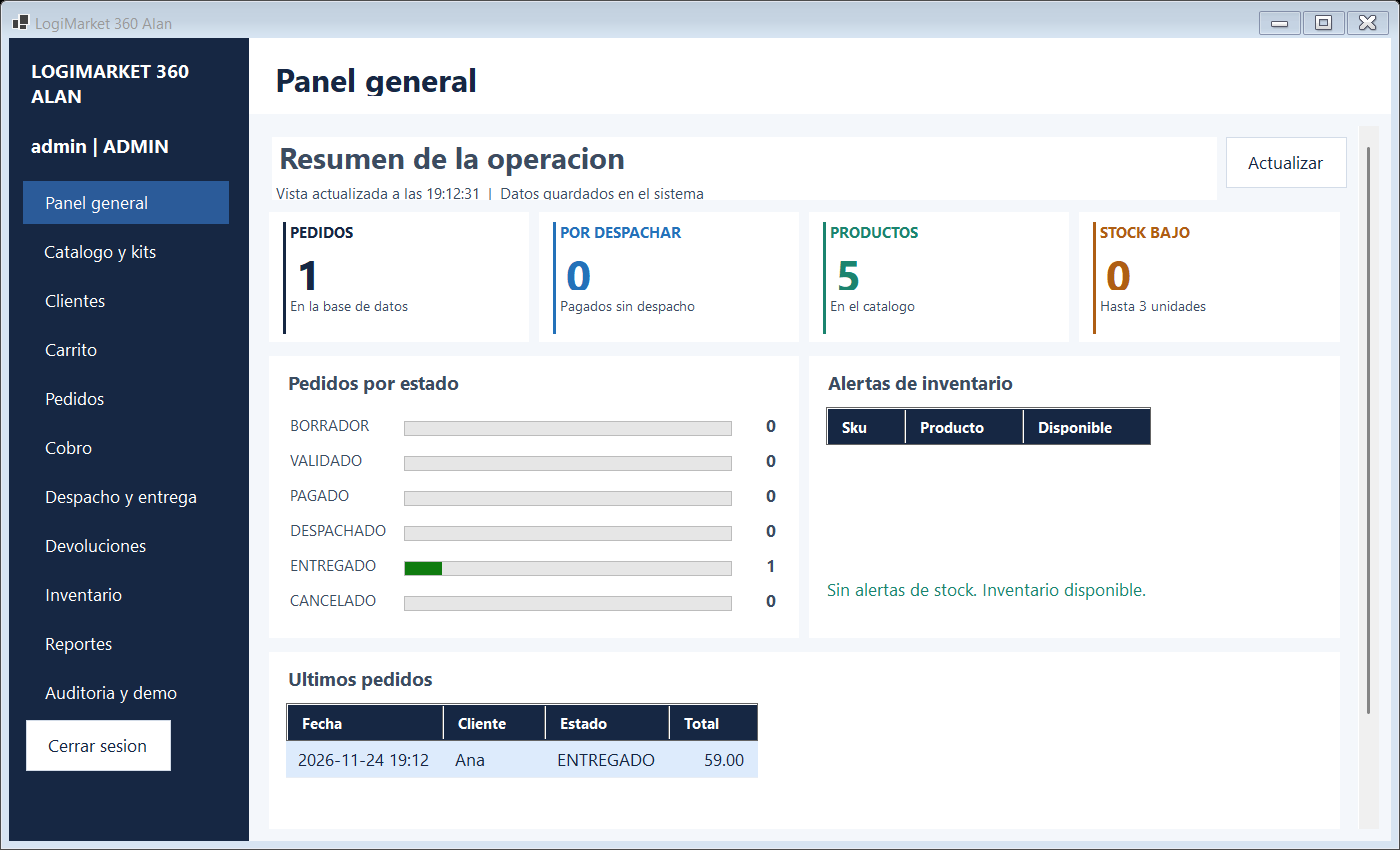 LogiMarket 360 Alan
LOGIMARKET 360
ALAN
admin | ADMIN
Panel general
Catalogo y kits
Clientes
Carrito
Pedidos
Cobro
Despacho y entrega
Devoluciones
Inventario
Reportes
Auditoria y demo
Cerrar sesion
Panel general
Resumen de la operacion
Vista actualizada a las 19:12:31 | Datos guardados en el sistema
Actualizar
PEDIDOS
1
En la base de datos
POR DESPACHAR
0
Pagados sin despacho
PRODUCTOS
5
En el catalogo
STOCK BAJO
0
Hasta 3 unidades
Pedidos por estado
BORRADOR 0
VALIDADO 0
PAGADO 0
DESPACHADO 0
ENTREGADO 1
CANCELADO 0
Alertas de inventario
Sku Producto Disponible
Sin alertas de stock. Inventario disponible.
Ultimos pedidos
Fecha Cliente Estado Total
2026-11-24 19:12 Ana ENTREGADO 59.00